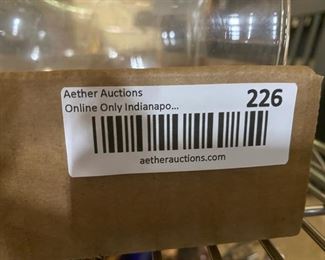 Aether Auctions
Online Only Indianapo... 226
aetherauctions.com